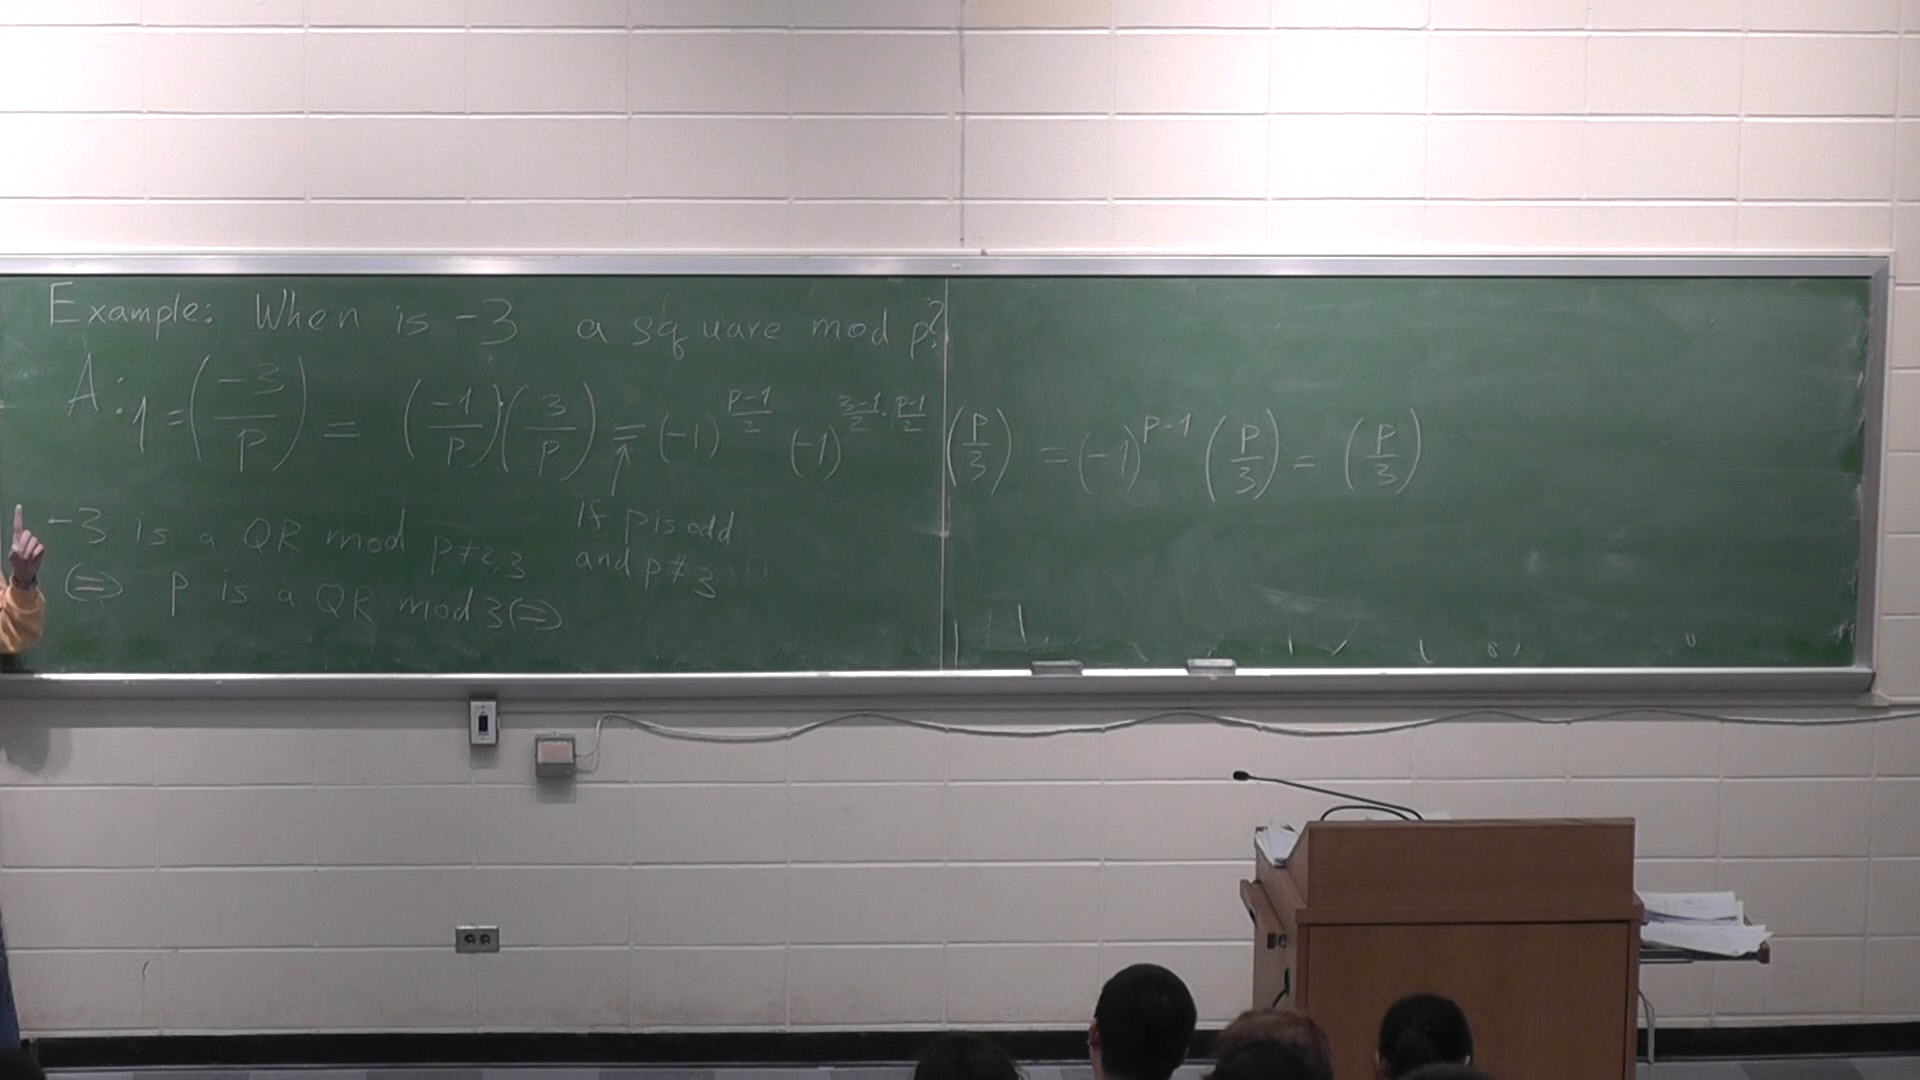 Example: When is -3 a square mod p?
A: 1 = (-3/p) = (-1/p)(3/p) = (-1)^{p-1/2} (-1)^{3-1/2 · p-1/2} (p/3) = (-1)^{p-1} (p/3) = (p/3)
↑
If p is odd
and p ≠ 3
-3 is a QR mod p≠2,3
⇔ p is a QR mod 3 ⇔